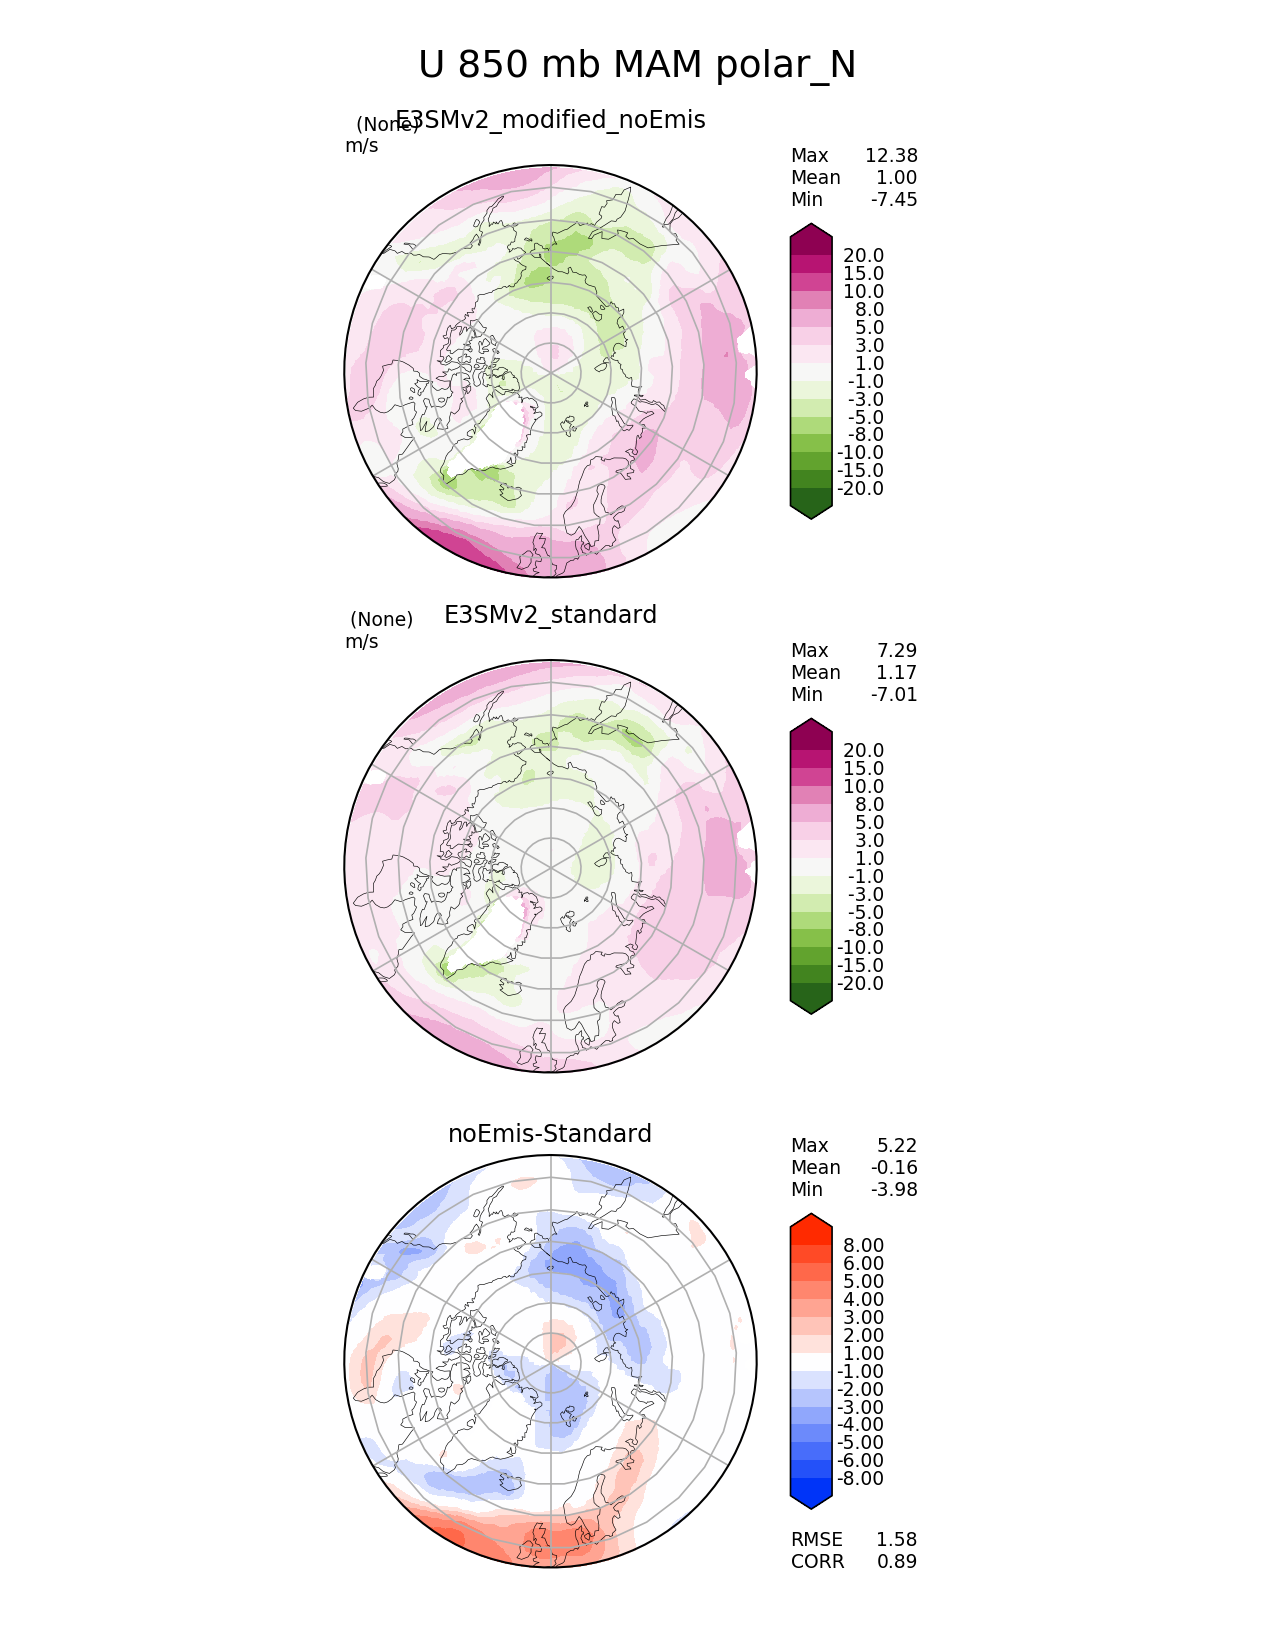 U 850 mb MAM polar_N
E3SMv2_modified_noEmis
(None)
m/s
Max 12.38
Mean 1.00
Min -7.45
20.0
15.0
10.0
8.0
5.0
3.0
1.0
-1.0
-3.0
-5.0
-8.0
-10.0
-15.0
-20.0
E3SMv2_standard
(None)
m/s
Max 7.29
Mean 1.17
Min -7.01
20.0
15.0
10.0
8.0
5.0
3.0
1.0
-1.0
-3.0
-5.0
-8.0
-10.0
-15.0
-20.0
noEmis-Standard
Max 5.22
Mean -0.16
Min -3.98
8.00
6.00
5.00
4.00
3.00
2.00
1.00
-1.00
-2.00
-3.00
-4.00
-5.00
-6.00
-8.00
RMSE 1.58
CORR 0.89